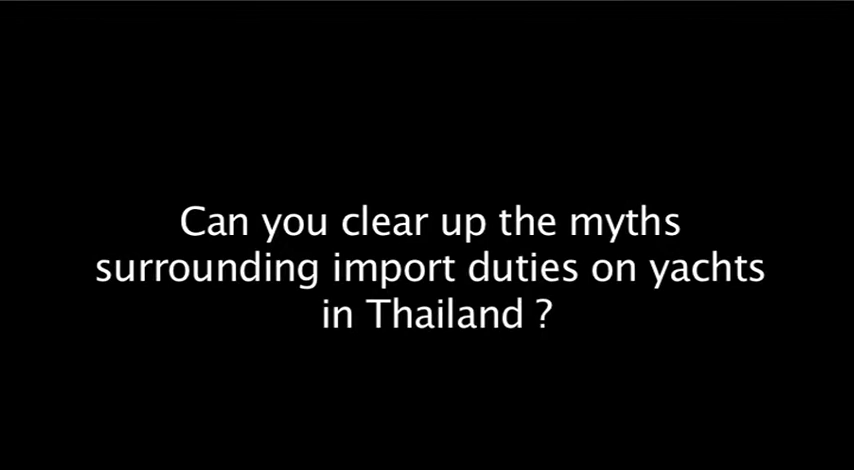 Can you clear up the myths
surrounding import duties on yachts
in Thailand ?